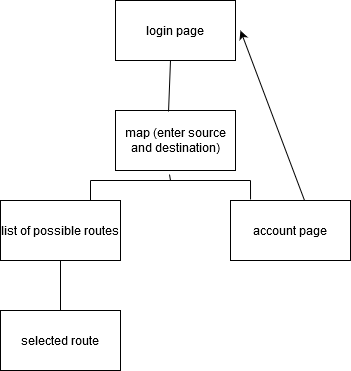 login page
map (enter source
and destination)
list of possible routes
account page
selected route